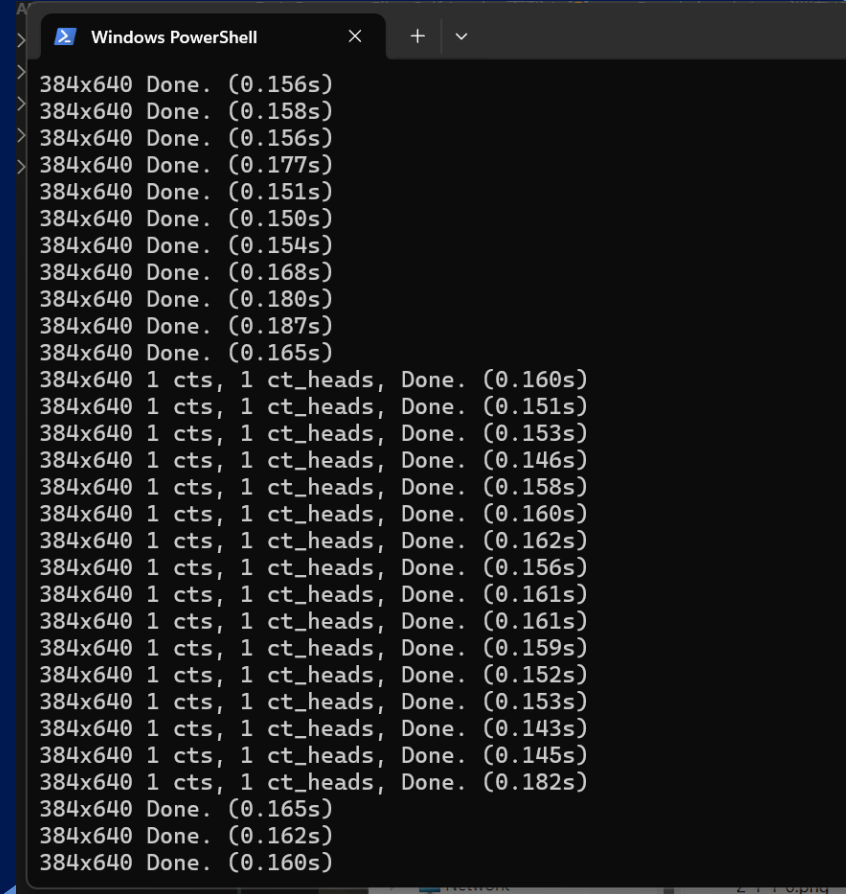 Windows PowerShell
384x640 Done. (0.156s)
384x640 Done. (0.158s)
384x640 Done. (0.156s)
384x640 Done. (0.177s)
384x640 Done. (0.151s)
384x640 Done. (0.150s)
384x640 Done. (0.154s)
384x640 Done. (0.168s)
384x640 Done. (0.180s)
384x640 Done. (0.187s)
384x640 Done. (0.165s)
384x640 1 cts, 1 ct_heads, Done. (0.160s)
384x640 1 cts, 1 ct_heads, Done. (0.151s)
384x640 1 cts, 1 ct_heads, Done. (0.153s)
384x640 1 cts, 1 ct_heads, Done. (0.146s)
384x640 1 cts, 1 ct_heads, Done. (0.158s)
384x640 1 cts, 1 ct_heads, Done. (0.160s)
384x640 1 cts, 1 ct_heads, Done. (0.162s)
384x640 1 cts, 1 ct_heads, Done. (0.156s)
384x640 1 cts, 1 ct_heads, Done. (0.161s)
384x640 1 cts, 1 ct_heads, Done. (0.161s)
384x640 1 cts, 1 ct_heads, Done. (0.159s)
384x640 1 cts, 1 ct_heads, Done. (0.152s)
384x640 1 cts, 1 ct_heads, Done. (0.153s)
384x640 1 cts, 1 ct_heads, Done. (0.143s)
384x640 1 cts, 1 ct_heads, Done. (0.145s)
384x640 1 cts, 1 ct_heads, Done. (0.182s)
384x640 Done. (0.165s)
384x640 Done. (0.162s)
384x640 Done. (0.160s)
Network